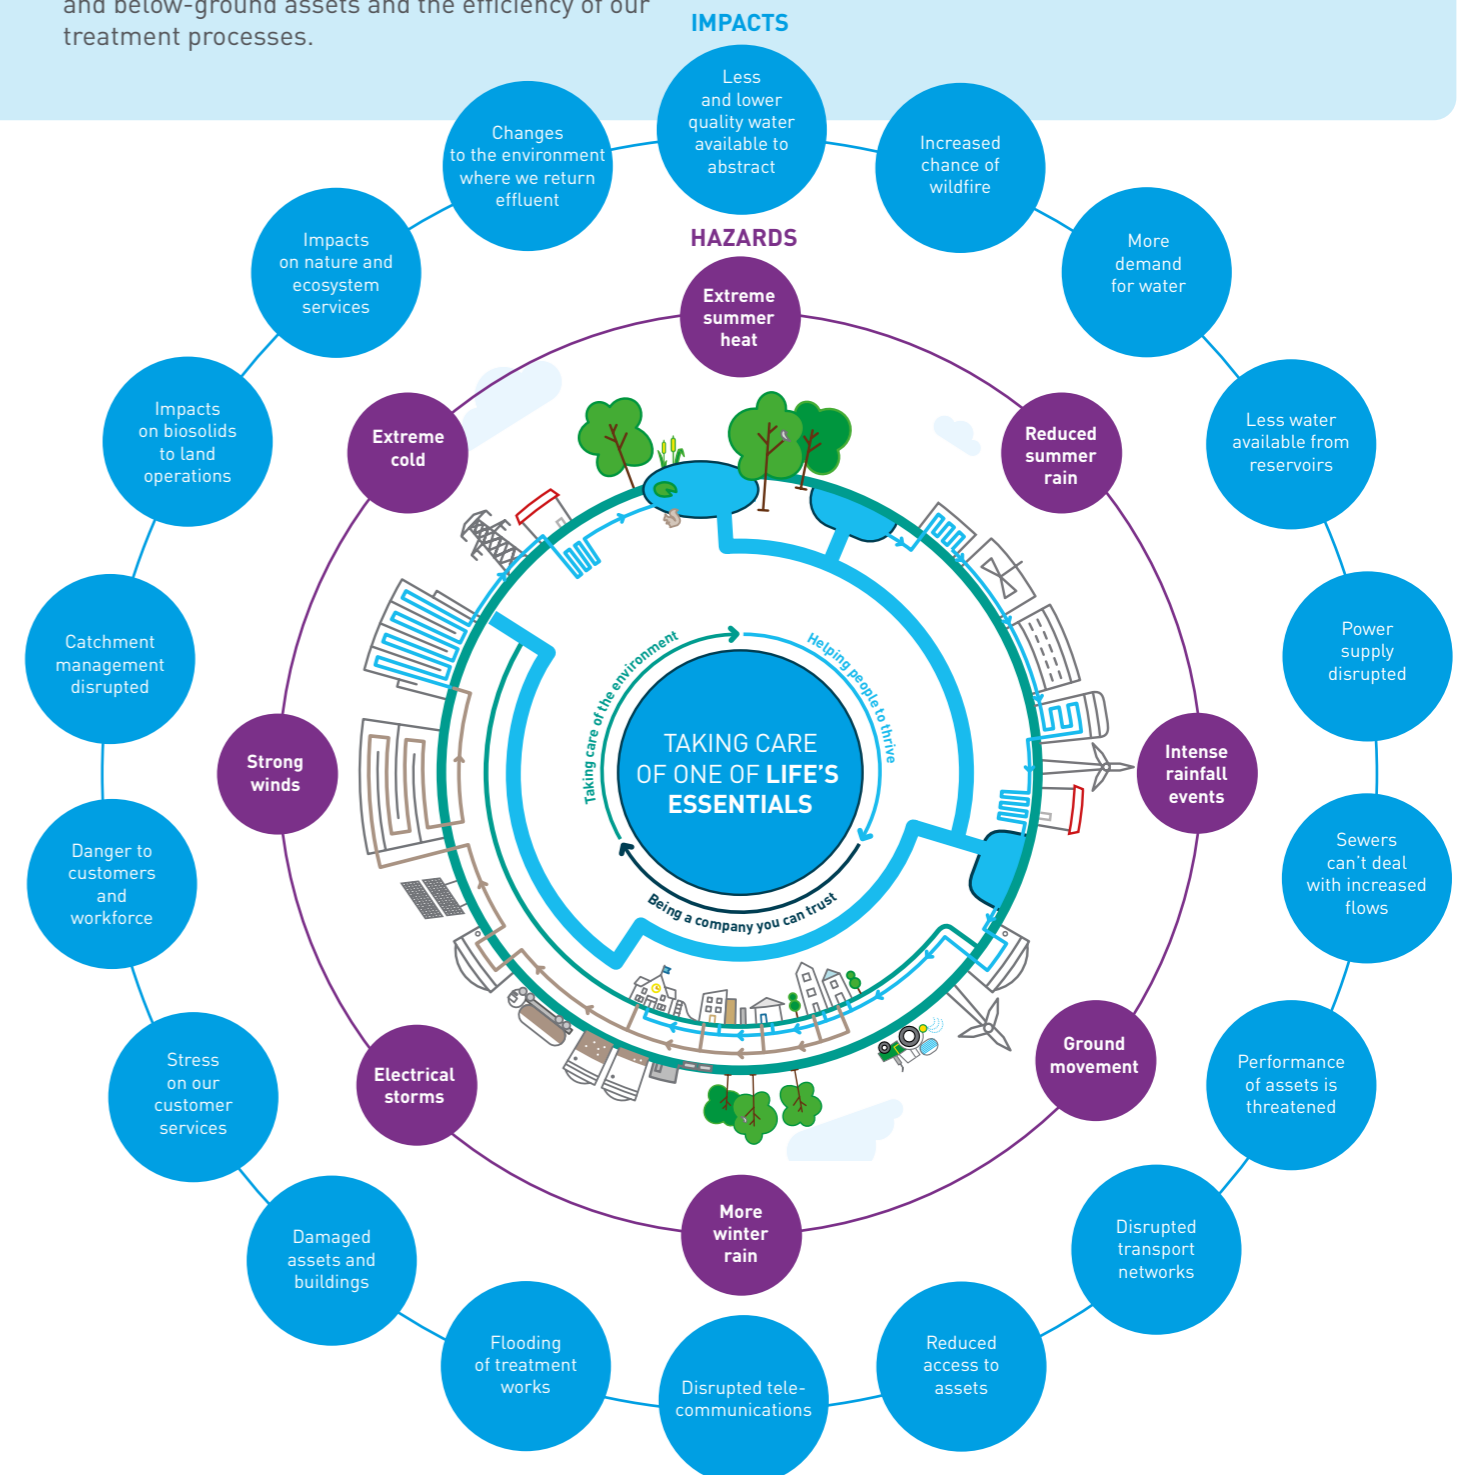 and below-ground assets and the efficiency of our
treatment processes.
IMPACTS
Less
and lower
quality water
available to
abstract
Increased
chance of
wildfire
More
demand
for water
Less water
available from
reservoirs
Power
supply
disrupted
Sewers
can't deal
with increased
flows
Performance
of assets is
threatened
Disrupted
transport
networks
Reduced
access to
assets
Disrupted tele-
communications
Flooding
of treatment
works
Damaged
assets and
buildings
Stress
on our
customer
services
Danger to
customers
and
workforce
Catchment
management
disrupted
Impacts
on biosolids
to land
operations
Impacts
on nature and
ecosystem
services
Changes
to the environment
where we return
effluent
HAZARDS
Extreme
summer
heat
Reduced
summer
rain
Intense
rainfall
events
Ground
movement
More
winter
rain
Electrical
storms
Strong
winds
Extreme
cold
Taking care of the environment
Helping people to thrive
Being a company you can trust
TAKING CARE
OF ONE OF LIFE'S
ESSENTIALS